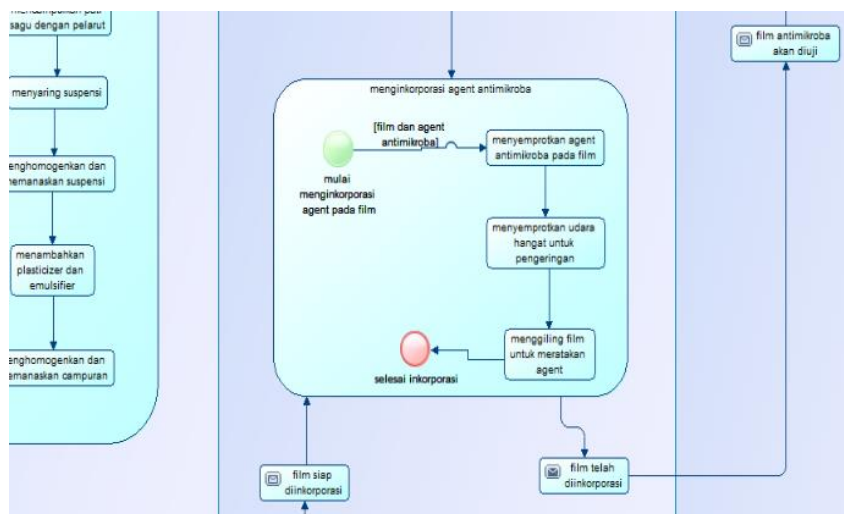 sagu dengan pelarut
menyaring suspensi
enghomogenkan dan
emanaskan suspensi
menambahkan
plasticizer dan
emulsifier
enghomogenkan dan
emanaskan campuran
menginkorporasi agent antimikroba
[film dan agent
antimikroba]
mulai
menginkorporasi
agent pada film
menyemprotkan agent
antimikroba pada film
menyemprotkan udara
hangat untuk
pengeringan
menggiling film
untuk meratakan
agent
selesai inkorporasi
film siap
diinkorporasi
film telah
diinkorporasi
film antimikroba
akan diuji